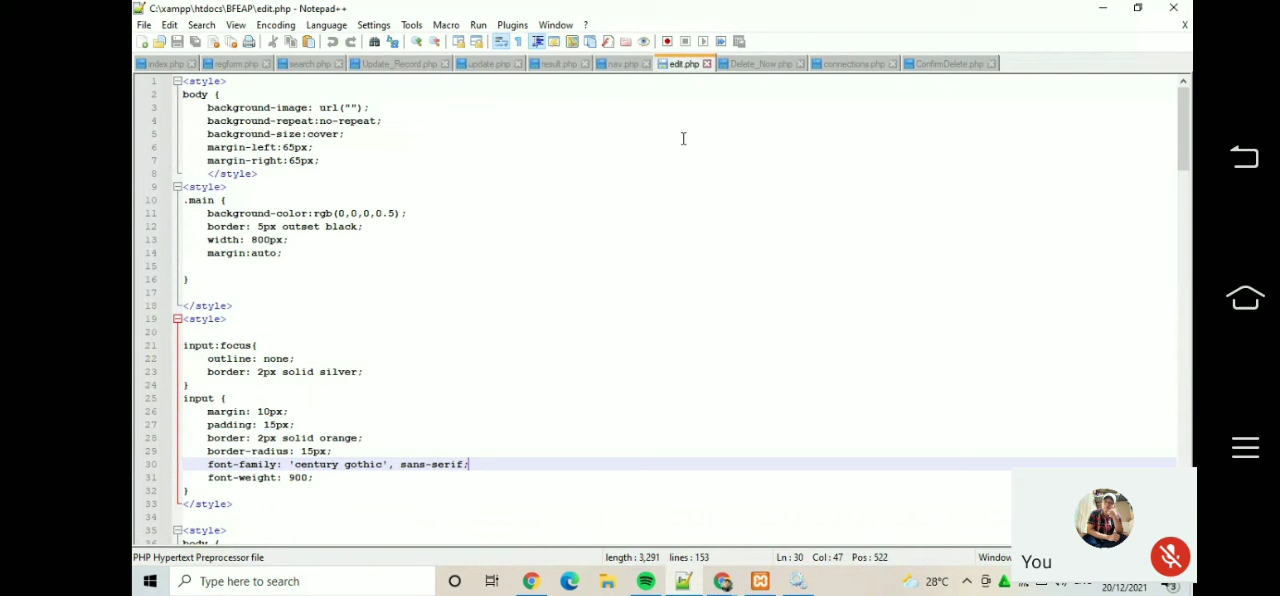 C:\xampp\htdocs\BFEAP\edit.php - Notepad++
File Edit Search View Encoding Language Settings Tools Macro Run Plugins Window ?
X
index.php regform.php search.php Update_Record.php update.php result.php nav.php edit.php Delete_Now.php connections.php ConfirmDelete.php
1 <style>
2 body {
3 background-image: url("");
4 background-repeat:no-repeat;
5 background-size:cover;
6 margin-left:65px;
7 margin-right:65px;
8 </style>
9 <style>
10 .main {
11 background-color:rgb(0,0,0,0.5);
12 border: 5px outset black;
13 width: 800px;
14 margin:auto;
15
16 }
17
18 </style>
19 <style>
20
21 input:focus{
22 outline: none;
23 border: 2px solid silver;
24 }
25 input {
26 margin: 10px;
27 padding: 15px;
28 border: 2px solid orange;
29 border-radius: 15px;
30 font-family: 'century gothic', sans-serif;
31 font-weight: 900;
32 }
33 </style>
34
35 <style>
You
PHP Hypertext Preprocessor file length : 3,291 lines : 153 Ln : 30 Col : 47 Pos : 522 Window
Type here to search 28°C
20/12/2021